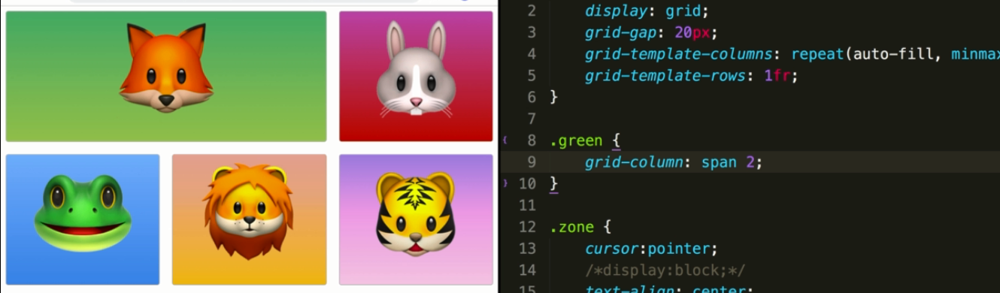 2 display: grid;
3 grid-gap: 20px;
4 grid-template-columns: repeat(auto-fill, minmax
5 grid-template-rows: 1fr;
6 }
7
8 .green {
9 grid-column: span 2;
10 }
11
12 .zone {
13 cursor:pointer;
14 /*display:block;*/
15 text-align: center;